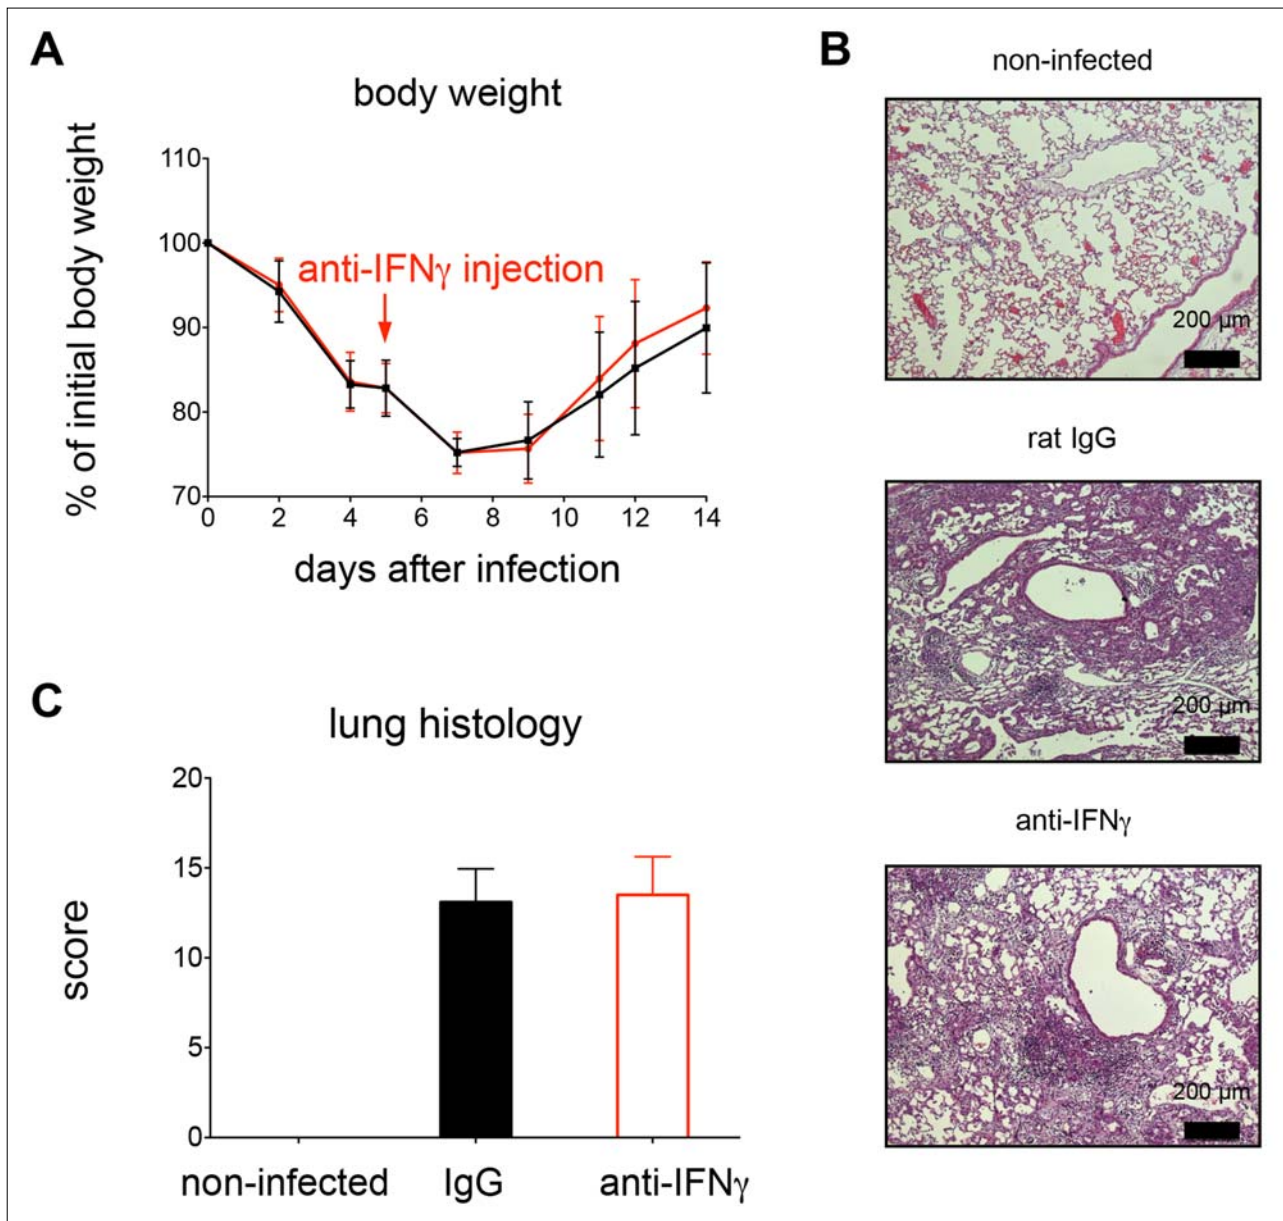 A
body weight
% of initial body weight
110
100
90
80
70
anti-IFNγ injection
0 2 4 6 8 10 12 14
days after infection
B
non-infected
200 µm
rat IgG
200 µm
anti-IFNγ
200 µm
C
lung histology
score
20
15
10
5
0
non-infected IgG anti-IFNγ